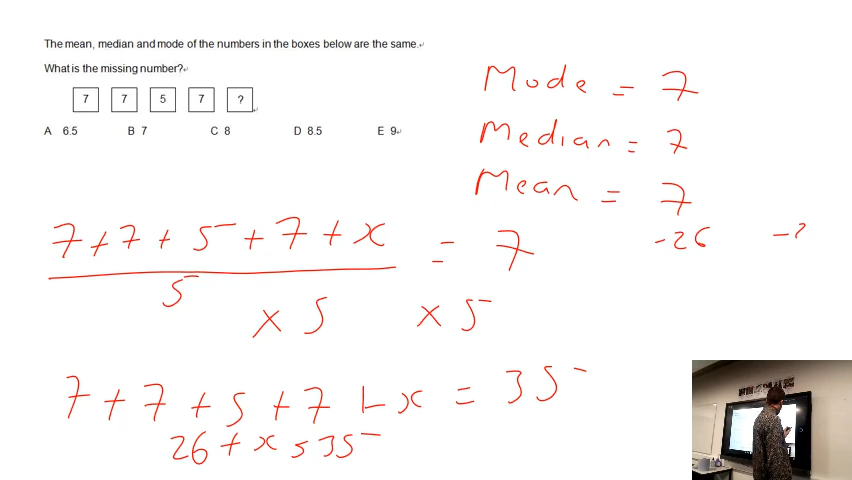 The mean, median and mode of the numbers in the boxes below are the same.
What is the missing number?
7 7 5 7 ?
A 6.5 B 7 C 8 D 8.5 E 9
Mode = 7
Median = 7
Mean = 7
7 + 7 + 5 + 7 + x = 7
5
-26
× 5 × 5
7 + 7 + 5 + 7 + x = 35
26 + x = 35